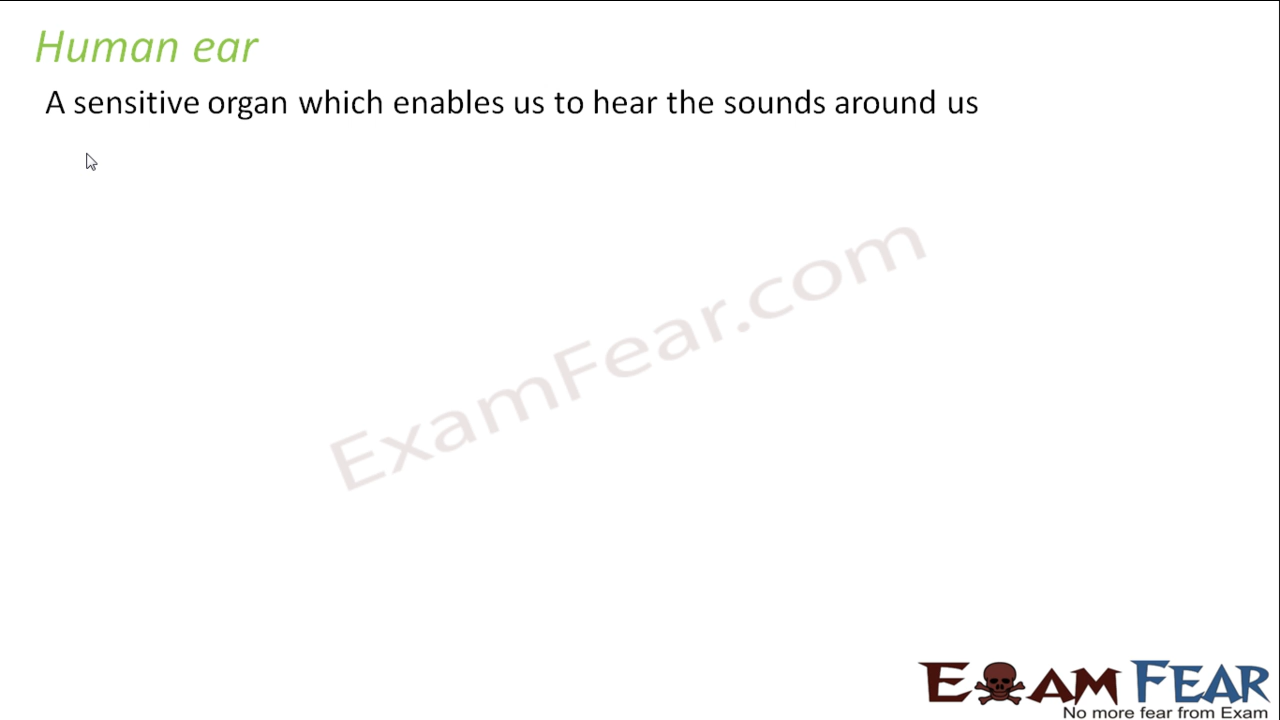 Human ear
A sensitive organ which enables us to hear the sounds around us
ExamFear.com
EXAM FEAR
No more fear from Exam